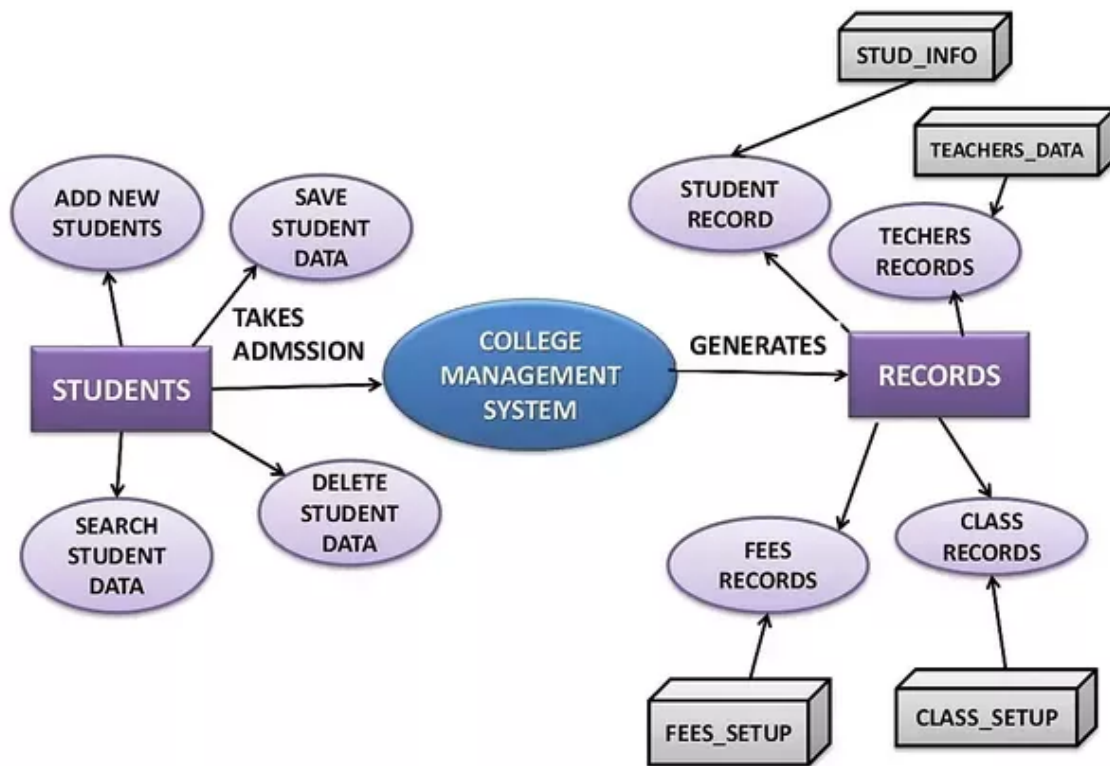 STUD_INFO
TEACHERS_DATA
ADD NEW
STUDENTS
SAVE
STUDENT
DATA
STUDENT
RECORD
TECHERS
RECORDS
TAKES
ADMSSION
STUDENTS
COLLEGE
MANAGEMENT
SYSTEM
GENERATES
RECORDS
SEARCH
STUDENT
DATA
DELETE
STUDENT
DATA
FEES
RECORDS
CLASS
RECORDS
FEES_SETUP
CLASS_SETUP